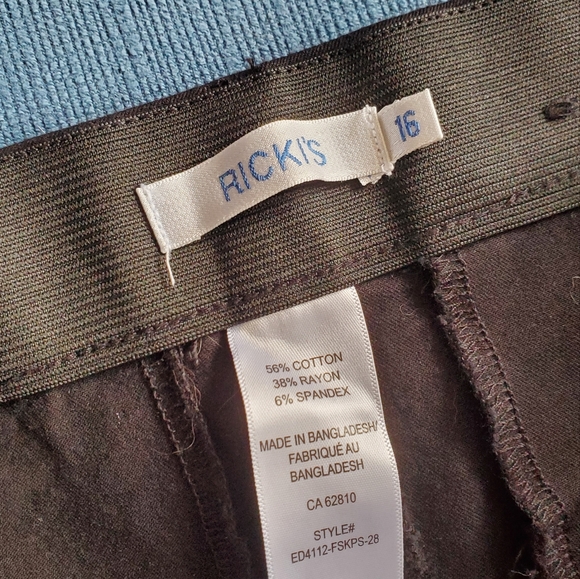 RICKI'S
16
56% COTTON
38% RAYON
6% SPANDEX
MADE IN BANGLADESH/
FABRIQUÉ AU
BANGLADESH
CA 62810
STYLE#
ED4112-FSKPS-28